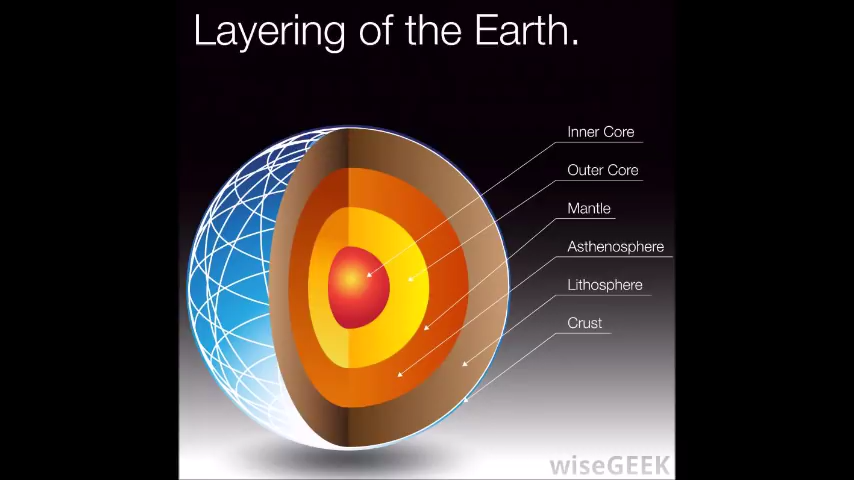 Layering of the Earth.
Inner Core
Outer Core
Mantle
Asthenosphere
Lithosphere
Crust
wiseGEEK